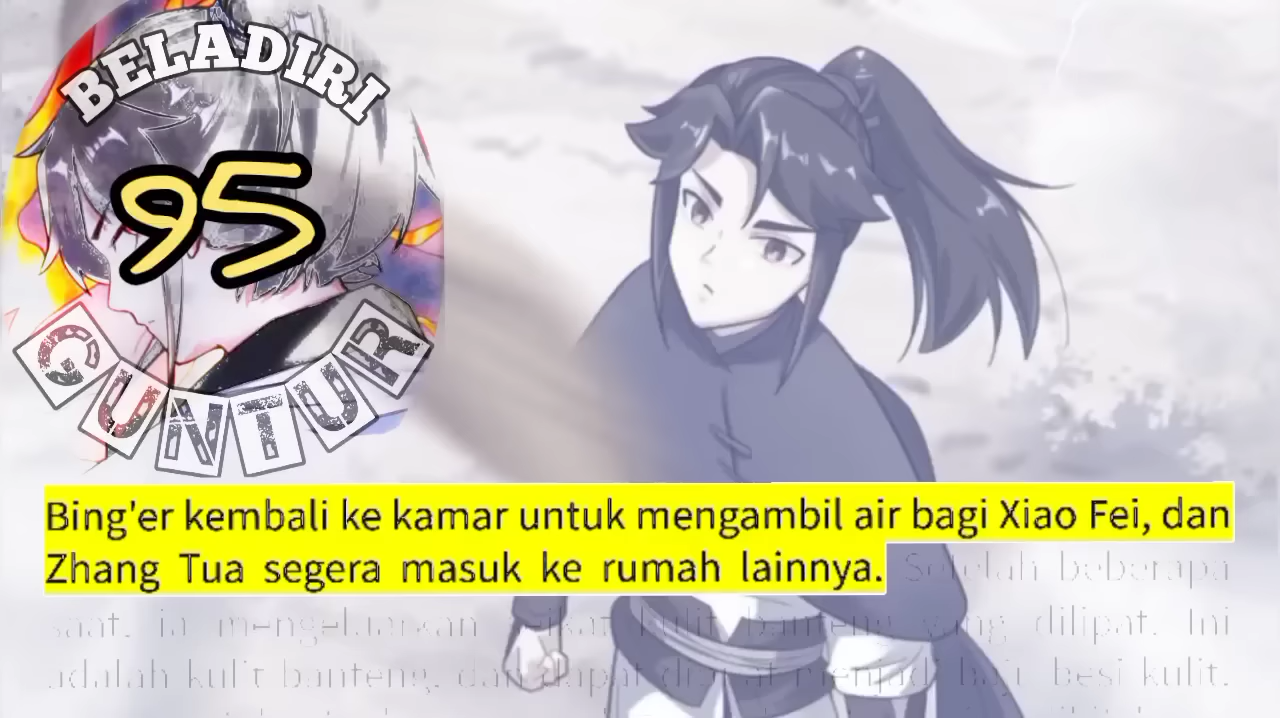 BELADIRI
95
GUNTUR
Bing'er kembali ke kamar untuk mengambil air bagi Xiao Fei, dan
Zhang Tua segera masuk ke rumah lainnya. Setelah beberapa
saat, ia mengeluarkan kulit banteng yang dilipat. Ini
adalah kulit banteng, dan dapat dibuat menjadi baju besi kulit.